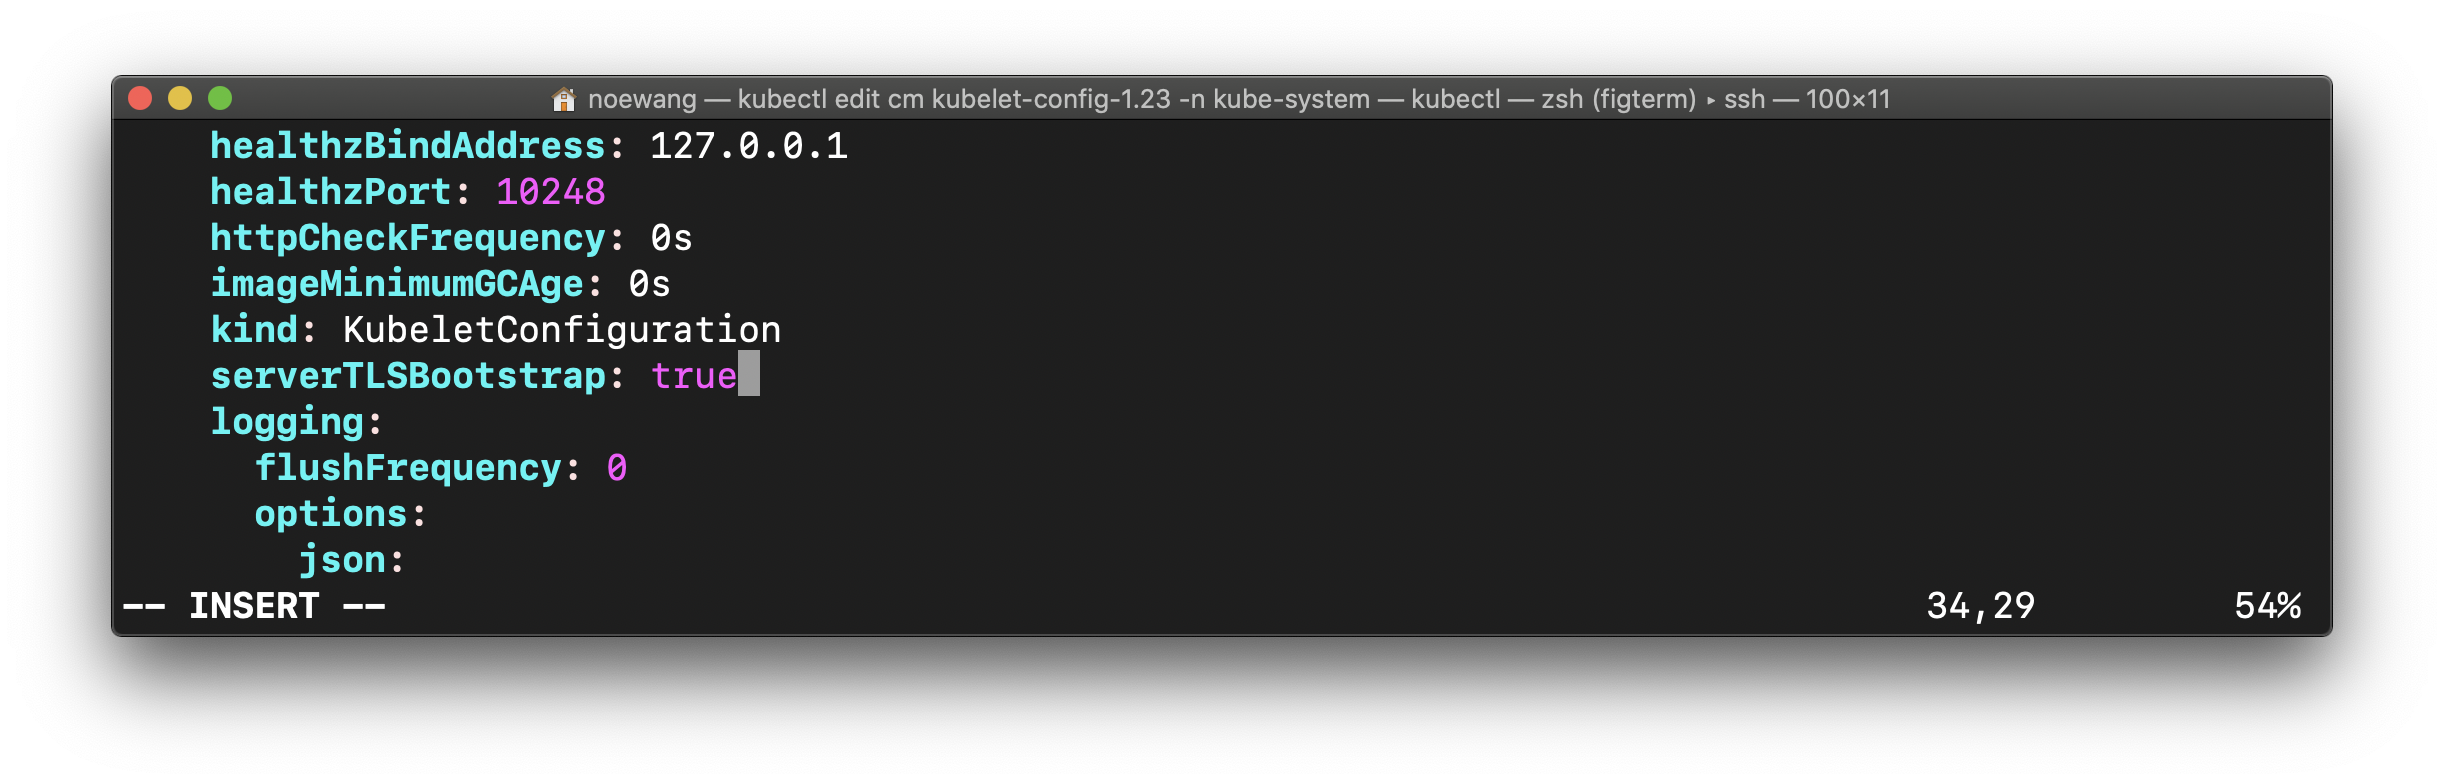 noewang — kubectl edit cm kubelet-config-1.23 -n kube-system — kubectl — zsh (figterm) ▸ ssh — 100×11
healthzBindAddress: 127.0.0.1
healthzPort: 10248
httpCheckFrequency: 0s
imageMinimumGCAge: 0s
kind: KubeletConfiguration
serverTLSBootstrap: true
logging:
  flushFrequency: 0
  options:
    json:
-- INSERT -- 34,29 54%